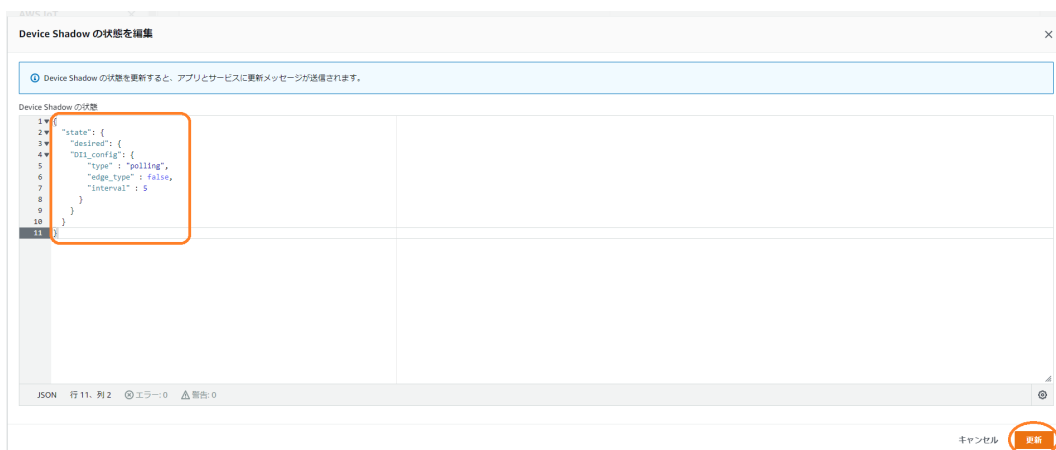 AWS IoT
Device Shadow の状態を編集
Device Shadow の状態を更新すると、アプリとサービスに更新メッセージが送信されます。
Device Shadow の状態
1 {
2 "state": {
3 "desired": {
4 "DI1_config": {
5 "type" : "polling",
6 "edge_type" : false,
7 "interval" : 5
8 }
9 }
10 }
11 }
JSON 行 11、列 2 エラー: 0 警告: 0
キャンセル 更新